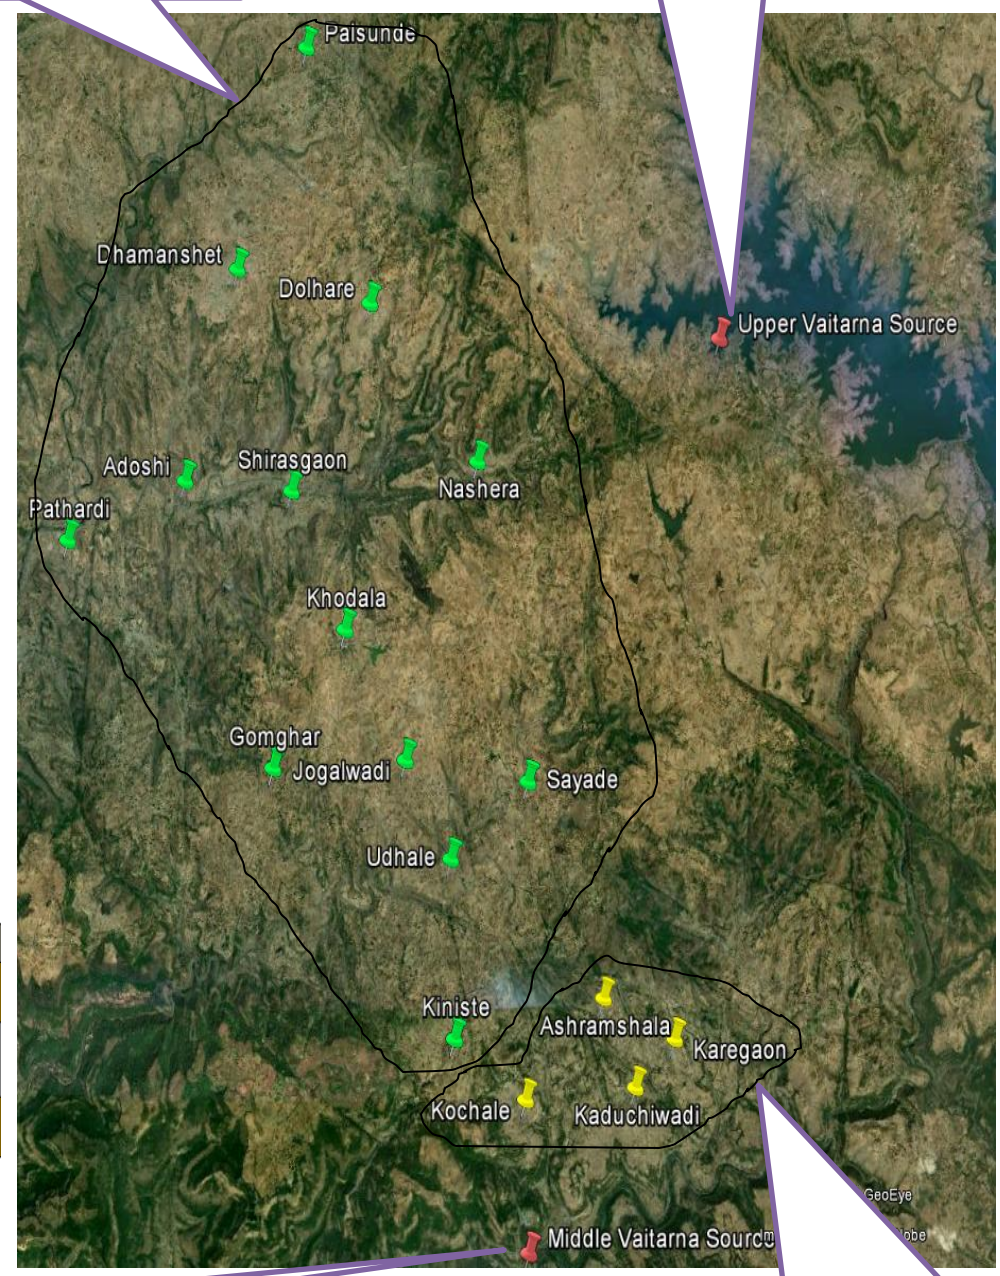 Paisunde
Dhamanshet
Dolhare
Upper Vaitarna Source
Adoshi
Shirasgaon
Nashera
Pathardi
Khodala
Gomghar
Jogalwadi
Sayade
Udhale
Kiniste
Ashramshala
Karegaon
Kochale
Kaduchiwadi
GeoEye
Middle Vaitarna Source